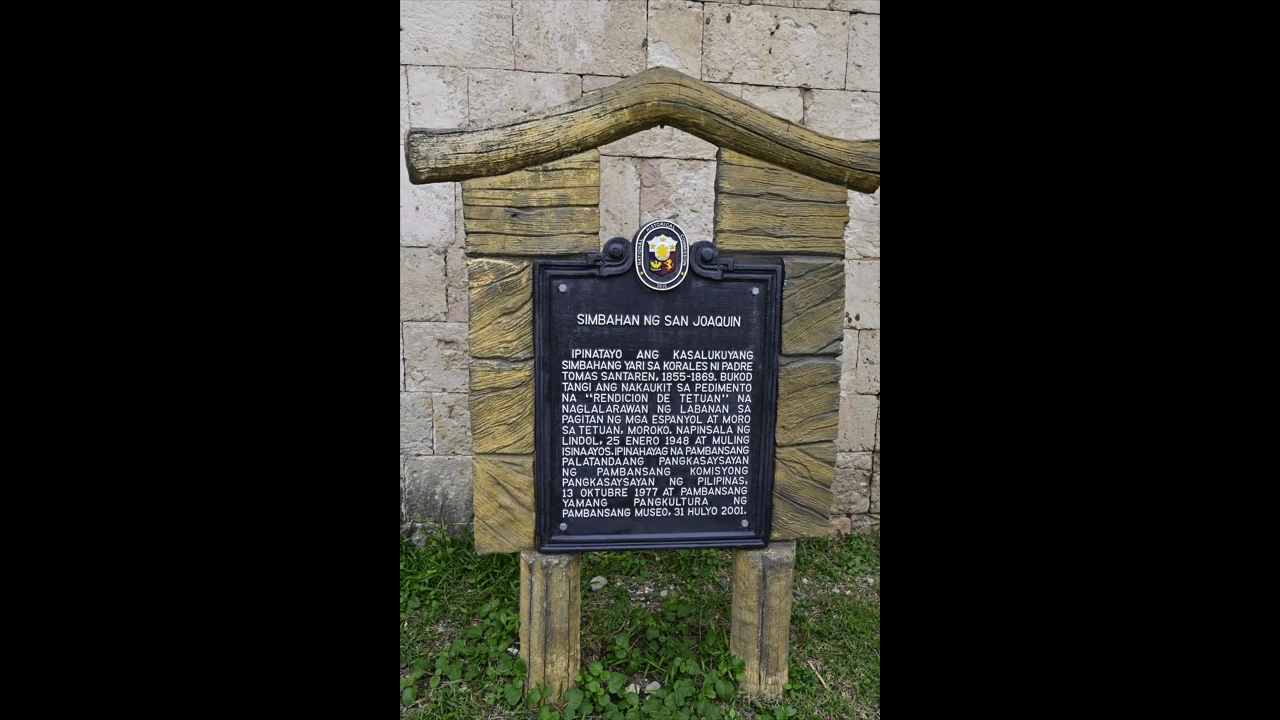 NATIONAL HISTORICAL COMMISSION
SIMBAHAN NG SAN JOAQUIN
IPINATAYO ANG KASALUKUYANG
SIMBAHANG YARI SA KORALES NI PADRE
TOMAS SANTAREN, 1855-1869. BUKOD
TANGI ANG NAKAUKIT SA PEDIMENTO
NA “RENDICION DE TETUAN” NA
NAGLALARAWAN NG LABANAN SA
PAGITAN NG MGA ESPANYOL AT MORO
SA TETUAN, MOROKO. NAPINSALA NG
LINDOL, 25 ENERO 1948 AT MULING
ISINAAYOS. IPINAHAYAG NA PAMBANSANG
PALATANDAANG PANGKASAYSAYAN
NG PAMBANSANG KOMISYONG
PANGKASAYSAYAN NG PILIPINAS,
13 OKTUBRE 1977 AT PAMBANSANG
YAMANG PANGKULTURA NG
PAMBANSANG MUSEO, 31 HULYO 2001.